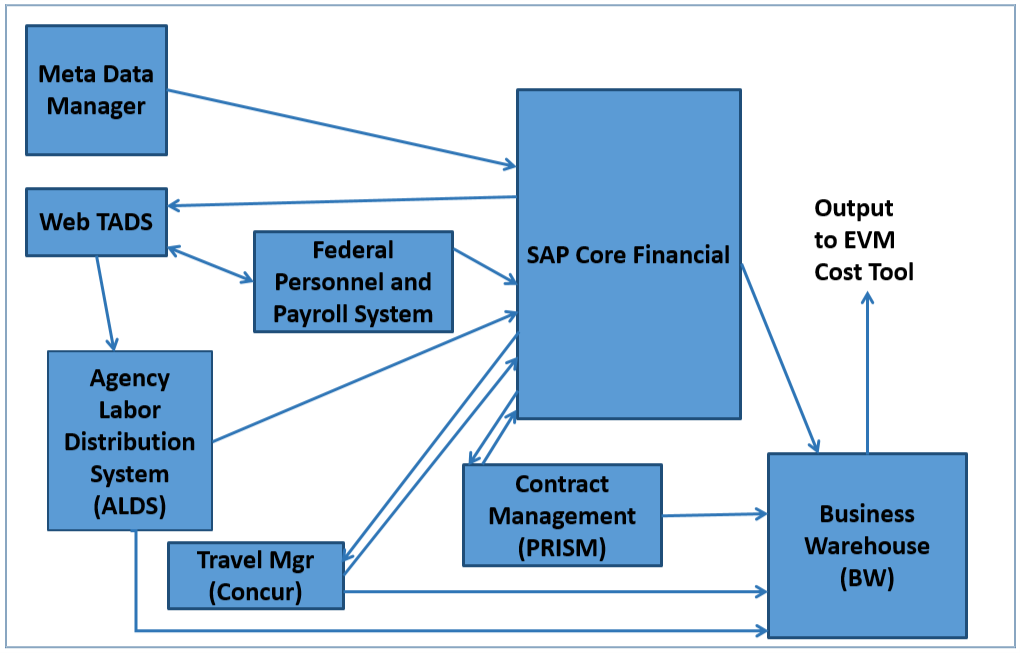 Meta Data
Manager
Web TADS
Federal
Personnel and
Payroll System
SAP Core Financial
Output
to EVM
Cost Tool
Agency
Labor
Distribution
System
(ALDS)
Contract
Management
(PRISM)
Business
Warehouse
(BW)
Travel Mgr
(Concur)